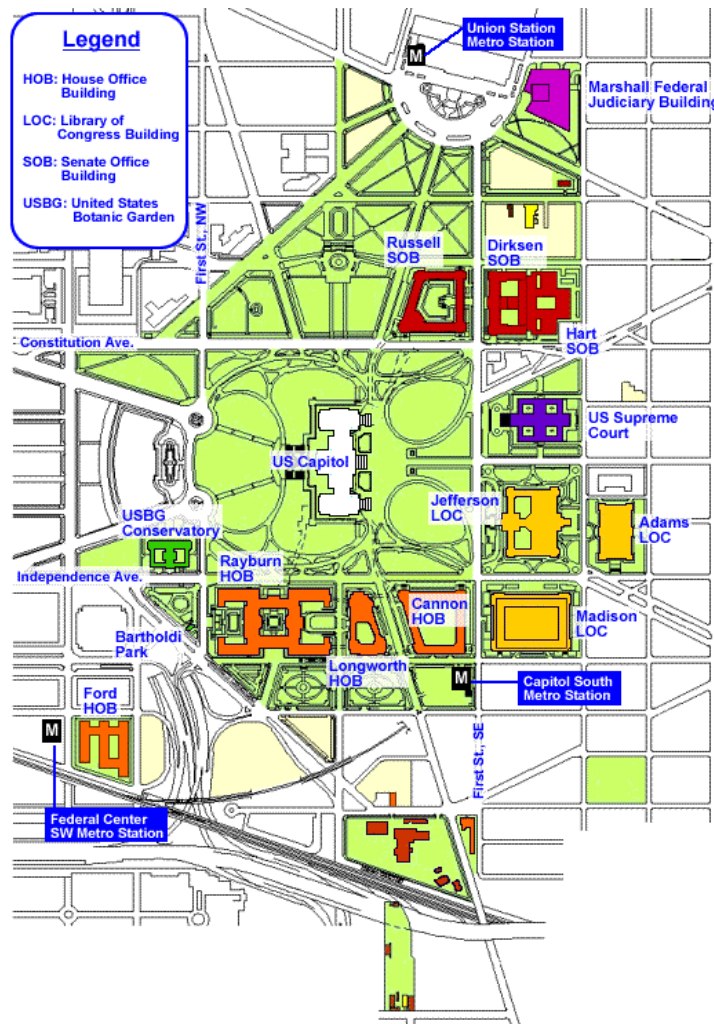 Legend
HOB: House Office
Building
LOC: Library of
Congress Building
SOB: Senate Office
Building
USBG: United States
Botanic Garden
M
Union Station
Metro Station
Marshall Federal
Judiciary Building
First St., NW
Russell
SOB
Dirksen
SOB
Hart
SOB
Constitution Ave.
US Supreme
Court
US Capitol
Jefferson
LOC
Adams
LOC
USBG
Conservatory
Independence Ave.
Rayburn
HOB
Cannon
HOB
Madison
LOC
Bartholdi
Park
Longworth
HOB
M
Capitol South
Metro Station
Ford
HOB
M
First St., SE
Federal Center
SW Metro Station